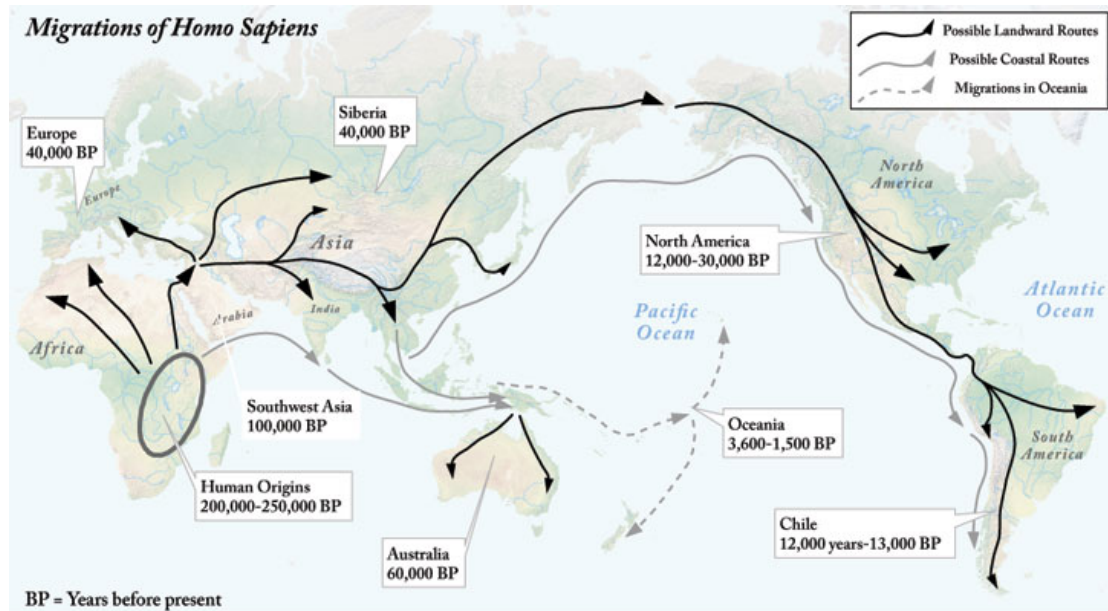 Migrations of Homo Sapiens
Possible Landward Routes
Possible Coastal Routes
Migrations in Oceania
Europe
40,000 BP
Siberia
40,000 BP
Europe
North
America
Asia
North America
12,000-30,000 BP
India
Arabia
Pacific
Ocean
Atlantic
Ocean
Africa
Southwest Asia
100,000 BP
Oceania
3,600-1,500 BP
South
America
Human Origins
200,000-250,000 BP
Chile
12,000 years-13,000 BP
Australia
60,000 BP
BP = Years before present